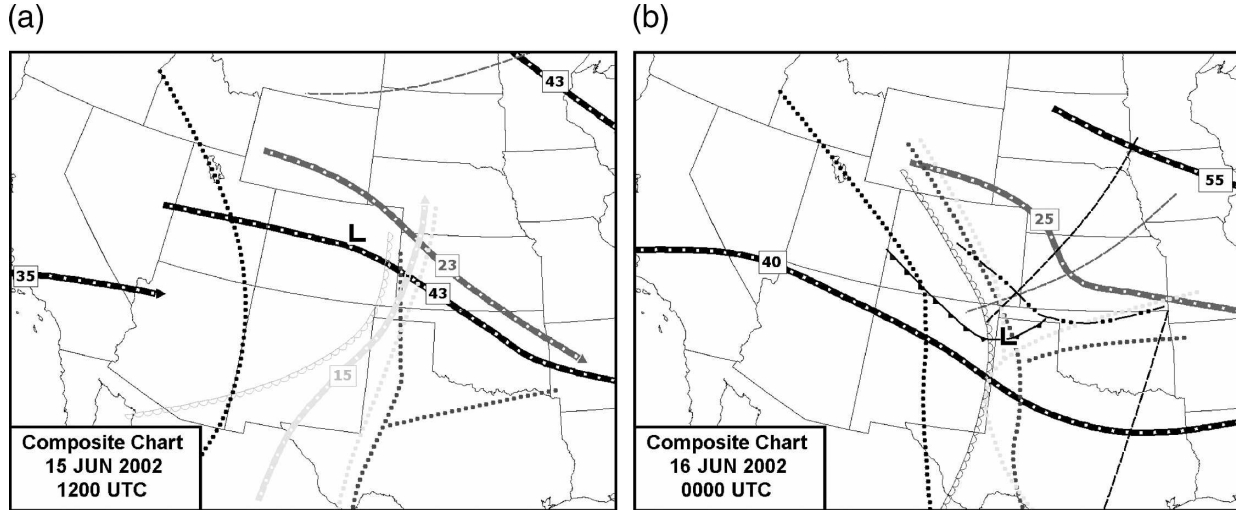 (a)
43
35
L
23
43
15
Composite Chart
15 JUN 2002
1200 UTC
(b)
55
25
40
L
Composite Chart
16 JUN 2002
0000 UTC